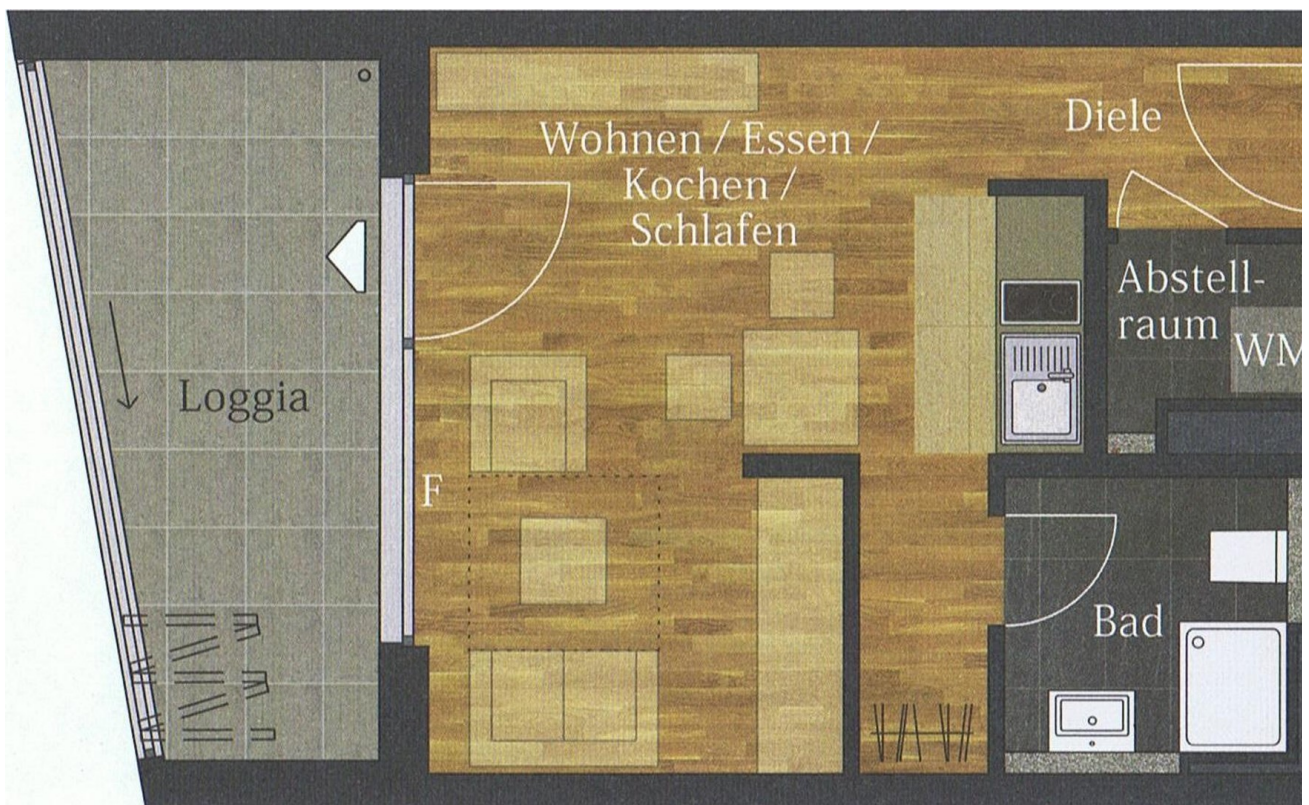 Diele
Wohnen / Essen /
Kochen /
Schlafen
Abstell-
raum
WM
Loggia
F
Bad